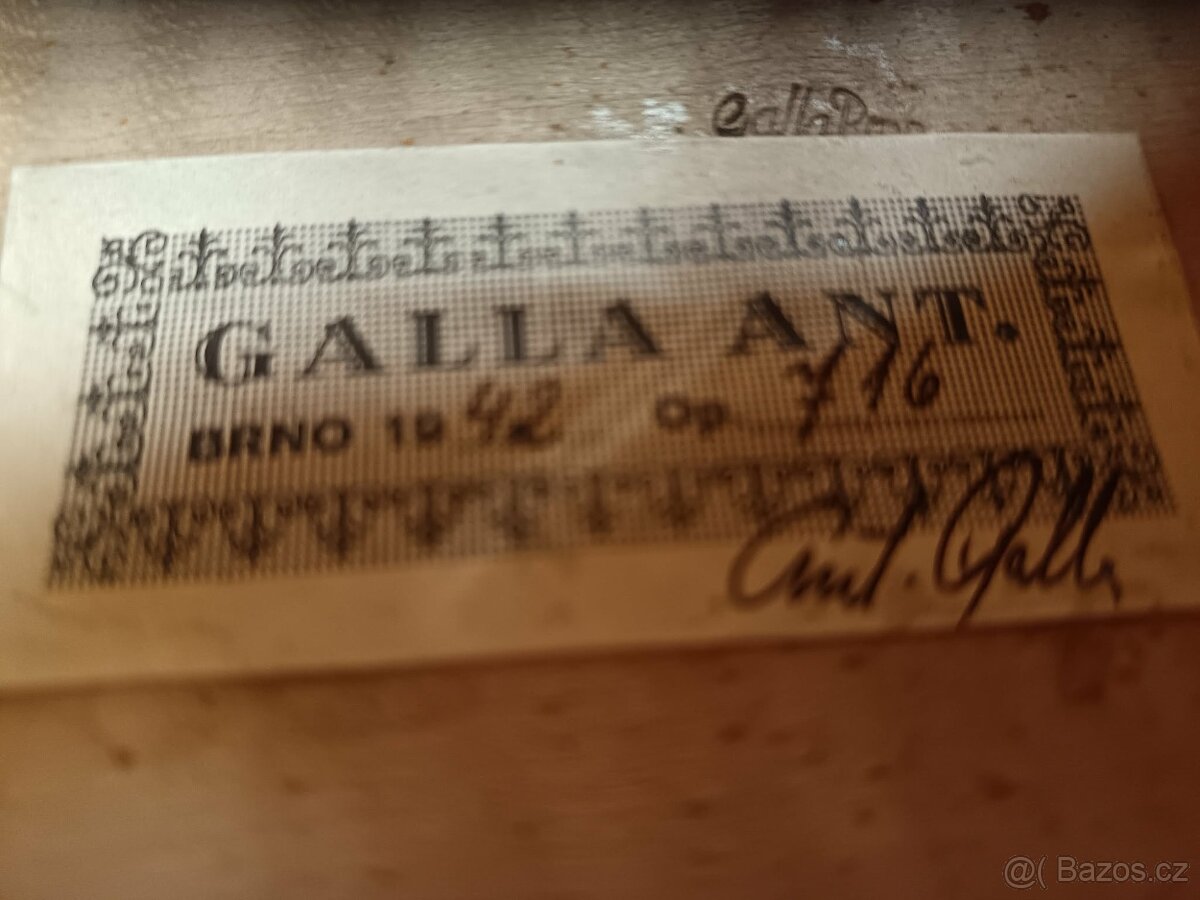 GALLA ANT.
BRNO 1942 Op. 716
Ant. Galla
@( Bazos.cz